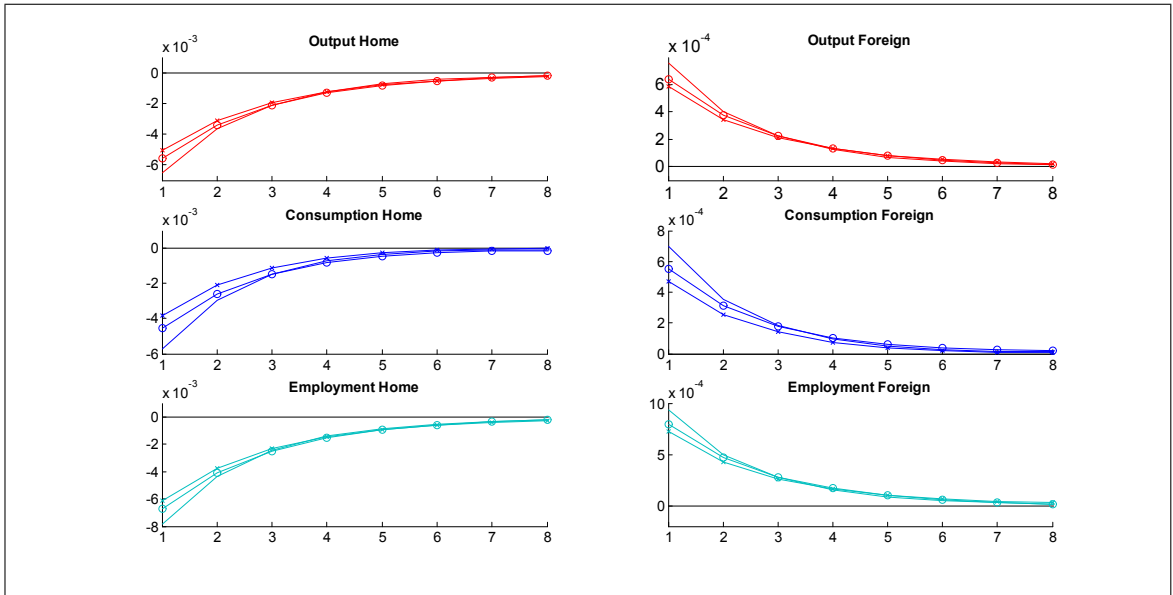 Output Home
x 10⁻³
0
-2
-4
-6
1 2 3 4 5 6 7 8
Output Foreign
x 10⁻⁴
6
4
2
0
1 2 3 4 5 6 7 8
Consumption Home
x 10⁻³
0
-2
-4
-6
1 2 3 4 5 6 7 8
Consumption Foreign
x 10⁻⁴
8
6
4
2
0
1 2 3 4 5 6 7 8
Employment Home
x 10⁻³
0
-2
-4
-6
-8
1 2 3 4 5 6 7 8
Employment Foreign
x 10⁻⁴
10
5
0
1 2 3 4 5 6 7 8